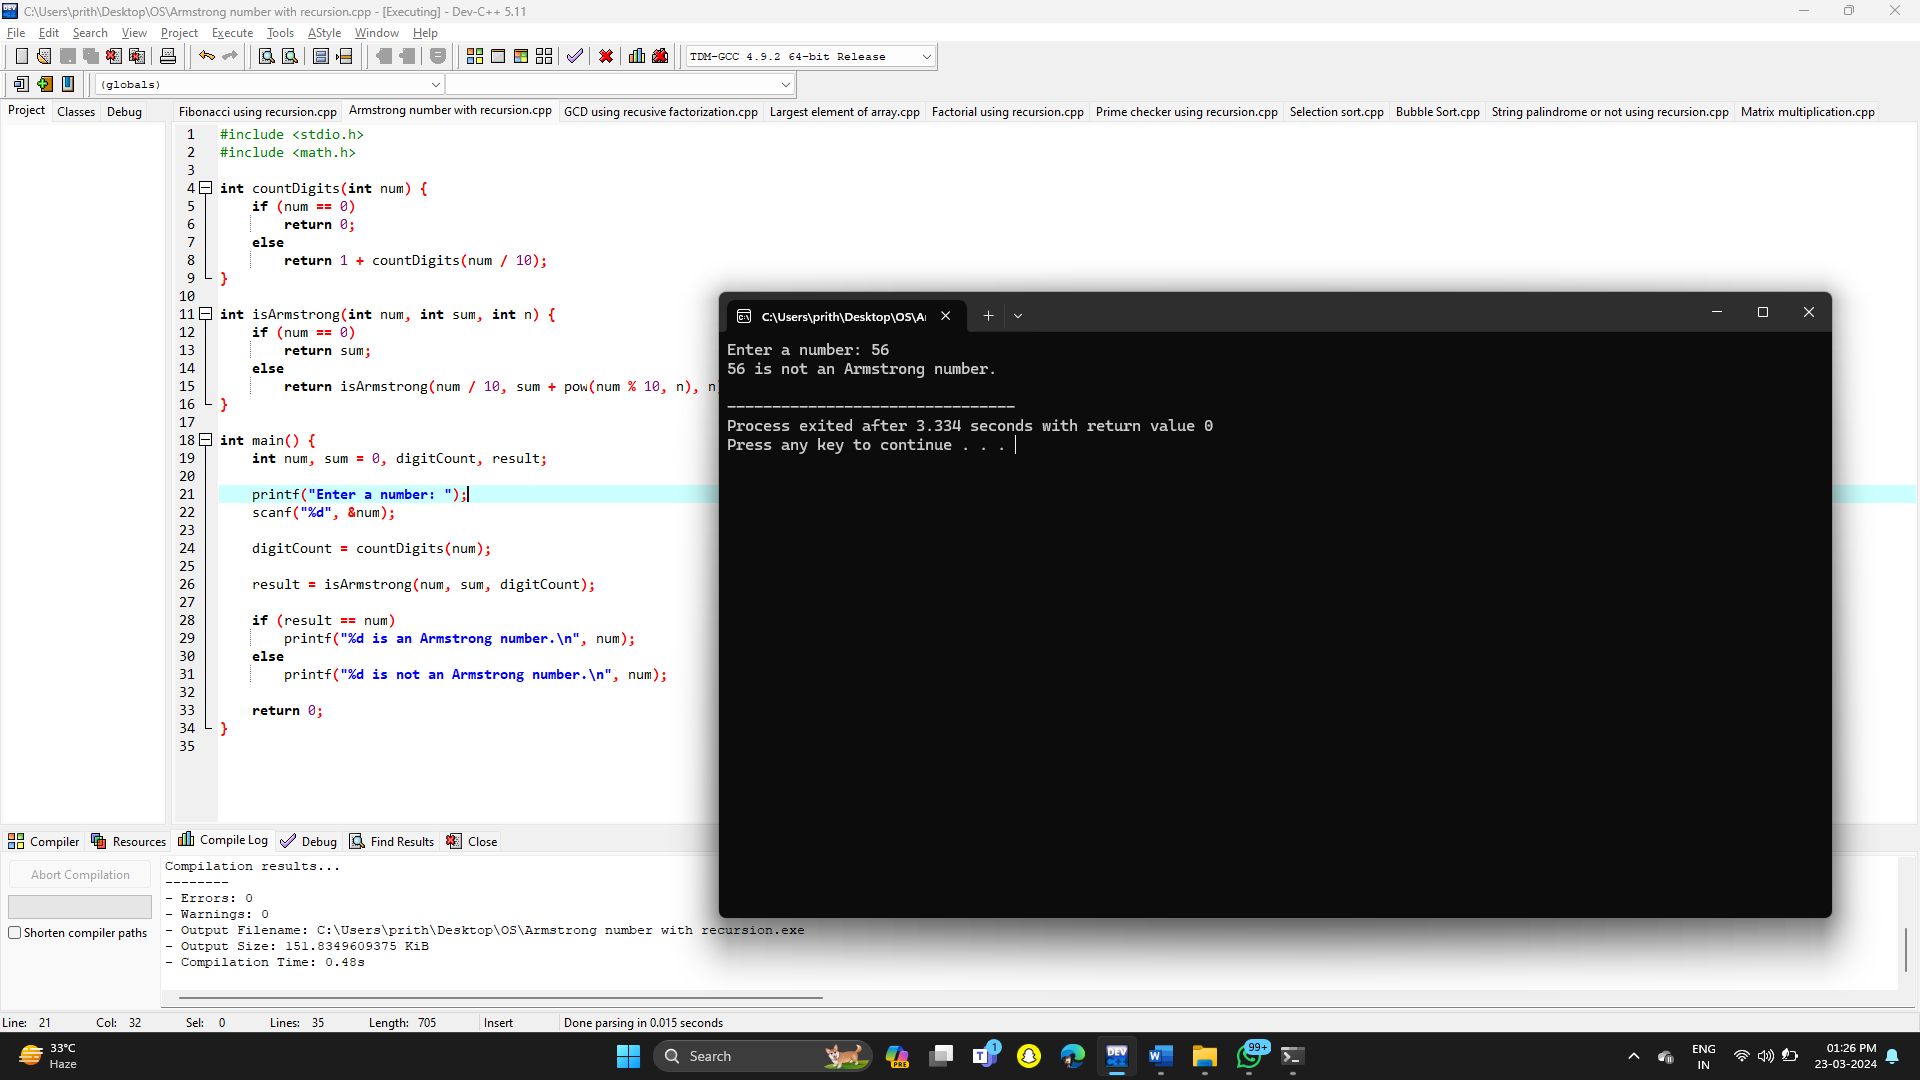 C:\Users\prith\Desktop\OS\Armstrong number with recursion.cpp - [Executing] - Dev-C++ 5.11
File Edit Search View Project Execute Tools AStyle Window Help
TDM-GCC 4.9.2 64-bit Release
(globals)
Project Classes Debug
Fibonacci using recursion.cpp Armstrong number with recursion.cpp GCD using recusive factorization.cpp Largest element of array.cpp Factorial using recursion.cpp Prime checker using recursion.cpp Selection sort.cpp Bubble Sort.cpp String palindrome or not using recursion.cpp Matrix multiplication.cpp
1 #include <stdio.h>
2 #include <math.h>
3
4 int countDigits(int num) {
5 if (num == 0)
6 return 0;
7 else
8 return 1 + countDigits(num / 10);
9 }
10
11 int isArmstrong(int num, int sum, int n) {
12 if (num == 0)
13 return sum;
14 else
15 return isArmstrong(num / 10, sum + pow(num % 10, n), n
16 }
17
18 int main() {
19 int num, sum = 0, digitCount, result;
20
21 printf("Enter a number: ");
22 scanf("%d", &num);
23
24 digitCount = countDigits(num);
25
26 result = isArmstrong(num, sum, digitCount);
27
28 if (result == num)
29 printf("%d is an Armstrong number.\n", num);
30 else
31 printf("%d is not an Armstrong number.\n", num);
32
33 return 0;
34 }
35
C:\Users\prith\Desktop\OS\A
Enter a number: 56
56 is not an Armstrong number.
--------------------------------
Process exited after 3.334 seconds with return value 0
Press any key to continue . . .
Compiler Resources Compile Log Debug Find Results Close
Abort Compilation
Shorten compiler paths
Compilation results...
--------
- Errors: 0
- Warnings: 0
- Output Filename: C:\Users\prith\Desktop\OS\Armstrong number with recursion.exe
- Output Size: 151.8349609375 KiB
- Compilation Time: 0.48s
Line: 21 Col: 32 Sel: 0 Lines: 35 Length: 705 Insert Done parsing in 0.015 seconds
33°C
Haze
Search
PRE
1
DEV
99+
ENG
IN
01:26 PM
23-03-2024